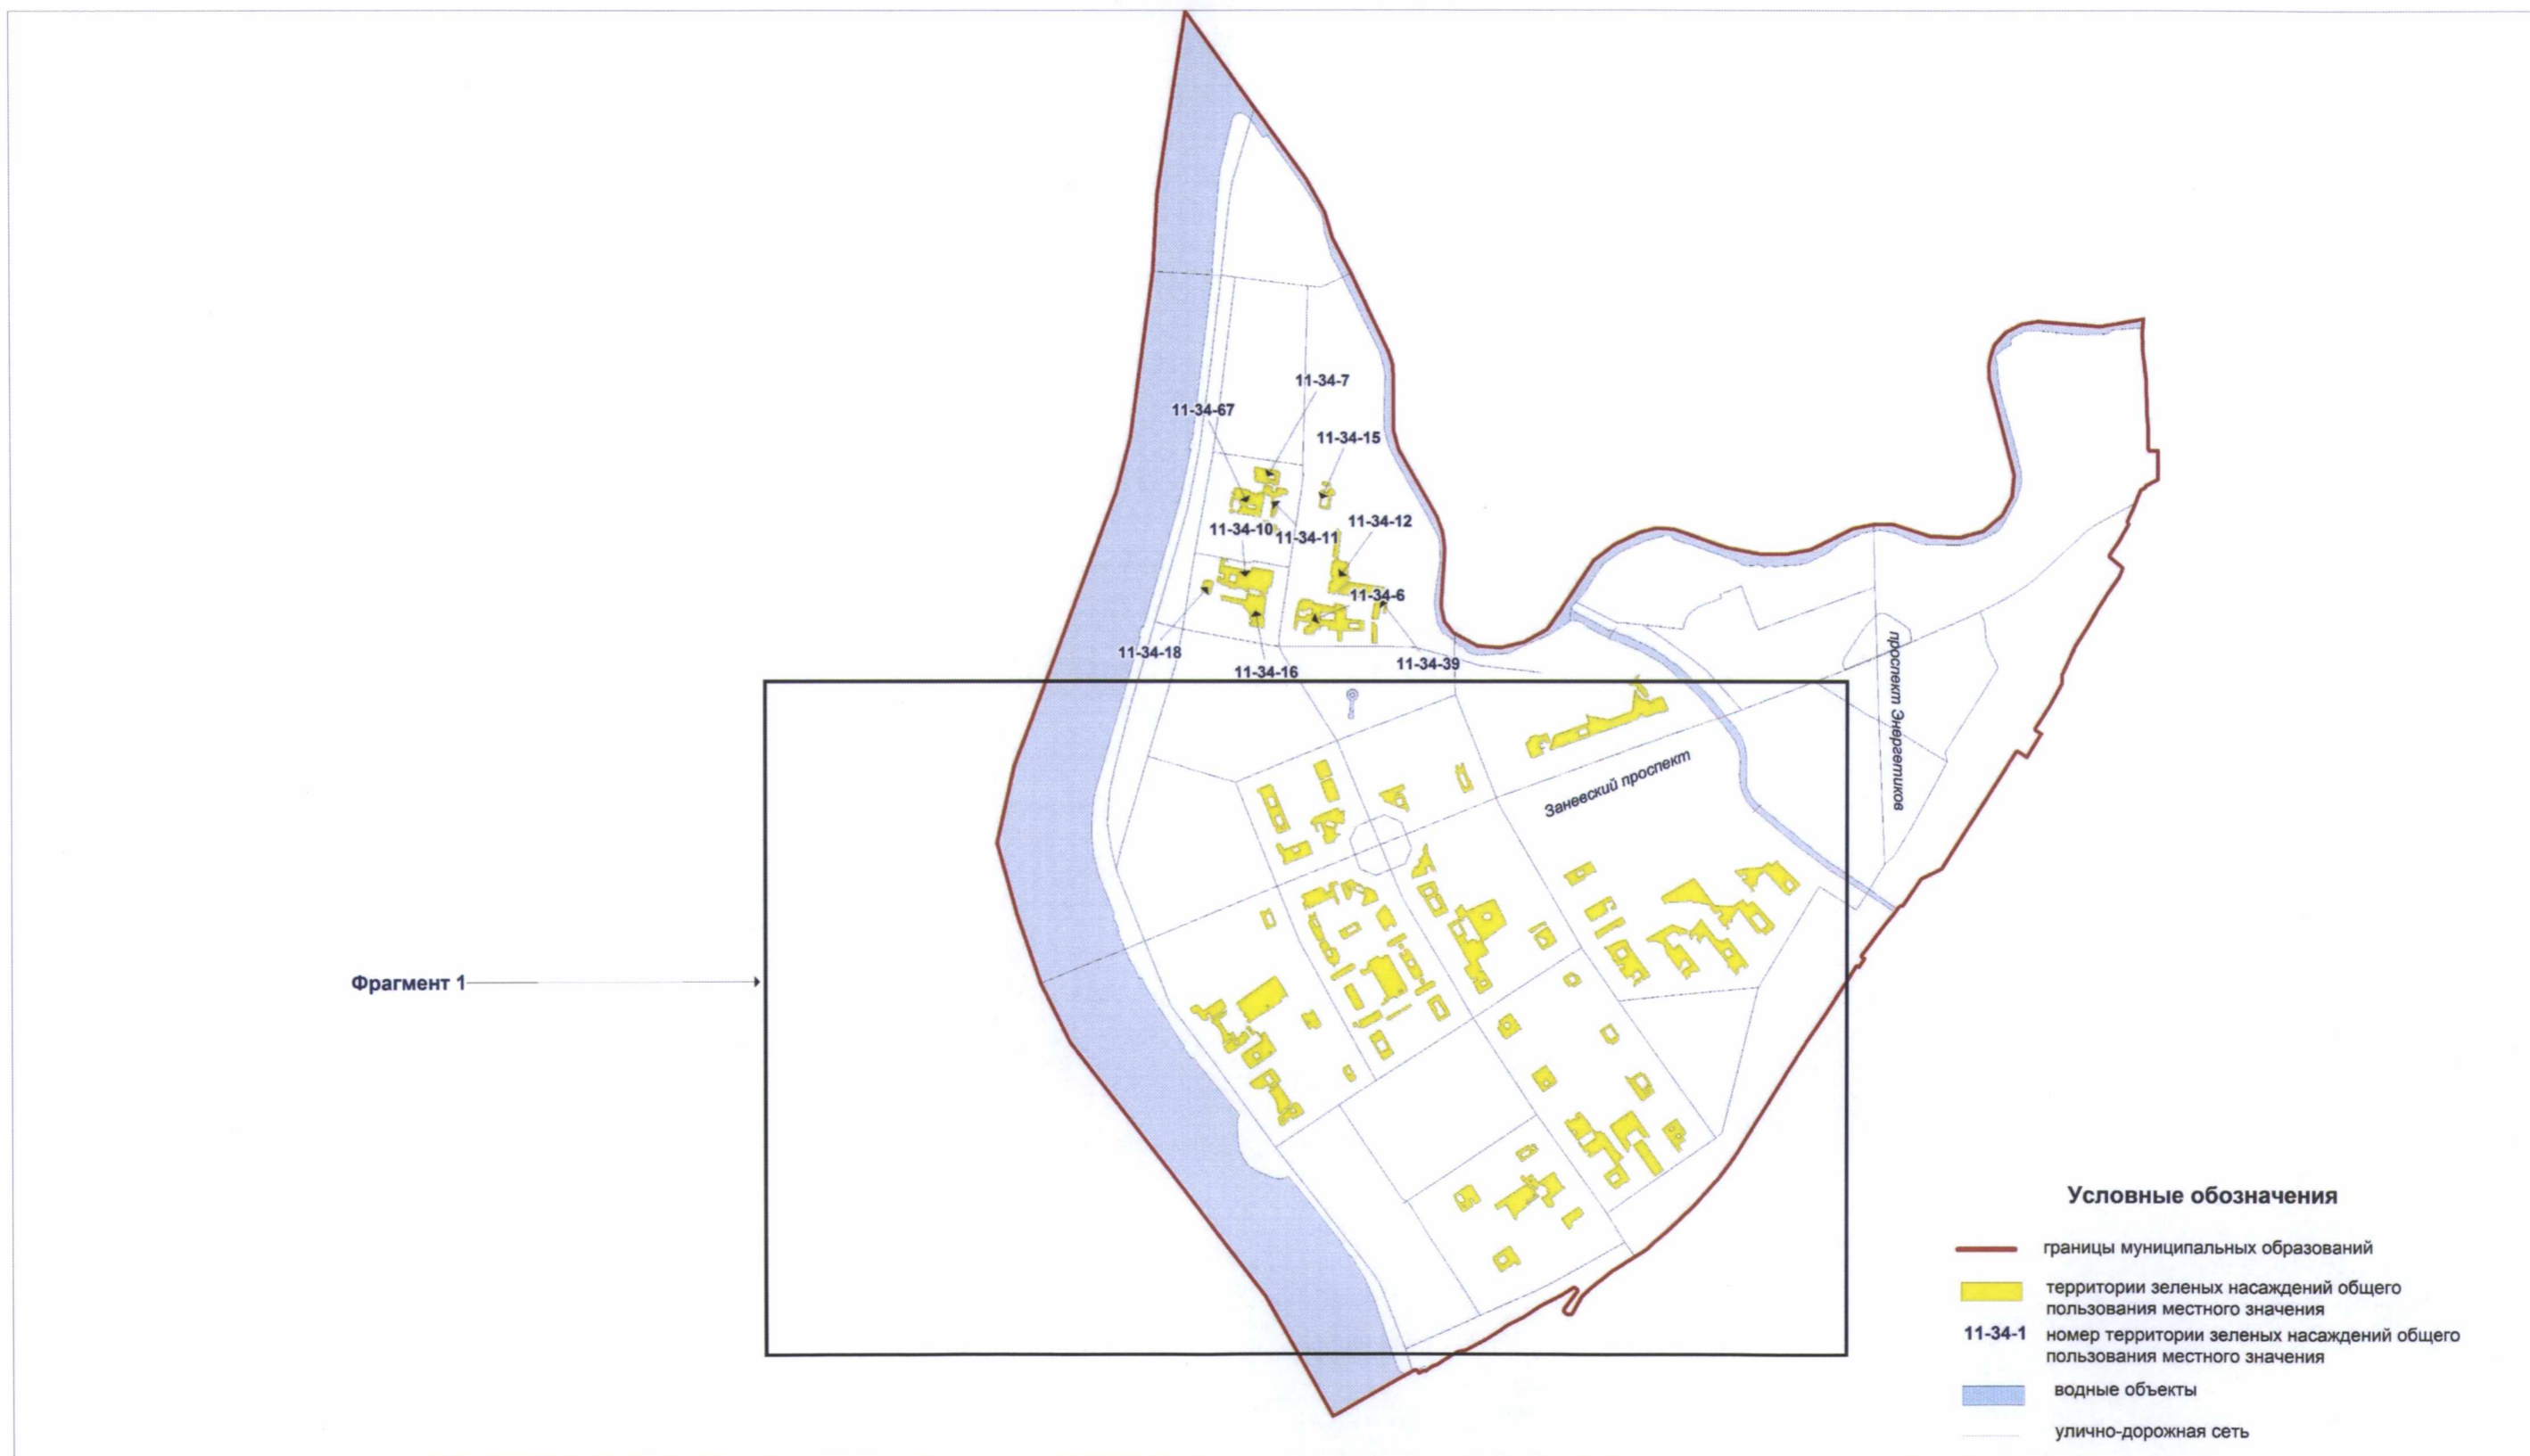 11-34-7
11-34-67
11-34-15
11-34-12
11-34-10
11-34-11
11-34-6
11-34-18
11-34-39
11-34-16
проспект Энергетиков
Заневский проспект
Фрагмент 1
Условные обозначения
границы муниципальных образований
территории зеленых насаждений общего
пользования местного значения
11-34-1 номер территории зеленых насаждений общего
пользования местного значения
водные объекты
улично-дорожная сеть